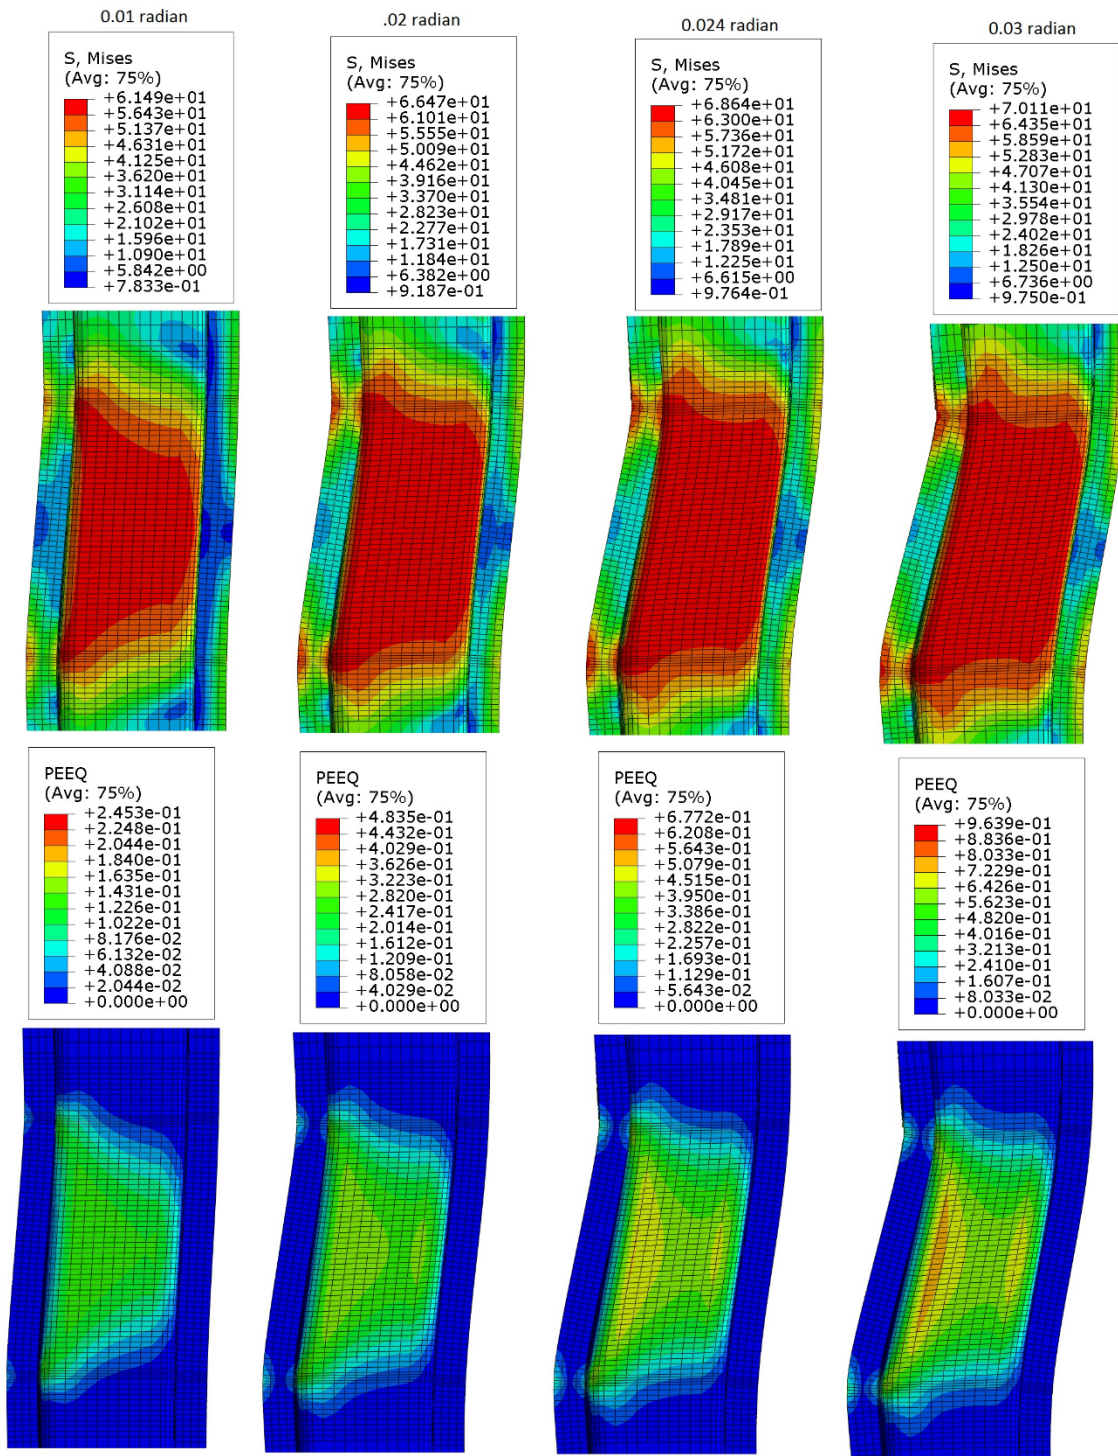 0.01 radian
.02 radian
0.024 radian
0.03 radian
S, Mises
(Avg: 75%)
+6.149e+01
+5.643e+01
+5.137e+01
+4.631e+01
+4.125e+01
+3.620e+01
+3.114e+01
+2.608e+01
+2.102e+01
+1.596e+01
+1.090e+01
+5.842e+00
+7.833e-01
S, Mises
(Avg: 75%)
+6.647e+01
+6.101e+01
+5.555e+01
+5.009e+01
+4.462e+01
+3.916e+01
+3.370e+01
+2.823e+01
+2.277e+01
+1.731e+01
+1.184e+01
+6.382e+00
+9.187e-01
S, Mises
(Avg: 75%)
+6.864e+01
+6.300e+01
+5.736e+01
+5.172e+01
+4.608e+01
+4.045e+01
+3.481e+01
+2.917e+01
+2.353e+01
+1.789e+01
+1.225e+01
+6.615e+00
+9.764e-01
S, Mises
(Avg: 75%)
+7.011e+01
+6.435e+01
+5.859e+01
+5.283e+01
+4.707e+01
+4.130e+01
+3.554e+01
+2.978e+01
+2.402e+01
+1.826e+01
+1.250e+01
+6.736e+00
+9.750e-01
PEEQ
(Avg: 75%)
+2.453e-01
+2.248e-01
+2.044e-01
+1.840e-01
+1.635e-01
+1.431e-01
+1.226e-01
+1.022e-01
+8.176e-02
+6.132e-02
+4.088e-02
+2.044e-02
+0.000e+00
PEEQ
(Avg: 75%)
+4.835e-01
+4.432e-01
+4.029e-01
+3.626e-01
+3.223e-01
+2.820e-01
+2.417e-01
+2.014e-01
+1.612e-01
+1.209e-01
+8.058e-02
+4.029e-02
+0.000e+00
PEEQ
(Avg: 75%)
+6.772e-01
+6.208e-01
+5.643e-01
+5.079e-01
+4.515e-01
+3.950e-01
+3.386e-01
+2.822e-01
+2.257e-01
+1.693e-01
+1.129e-01
+5.643e-02
+0.000e+00
PEEQ
(Avg: 75%)
+9.639e-01
+8.836e-01
+8.033e-01
+7.229e-01
+6.426e-01
+5.623e-01
+4.820e-01
+4.016e-01
+3.213e-01
+2.410e-01
+1.607e-01
+8.033e-02
+0.000e+00